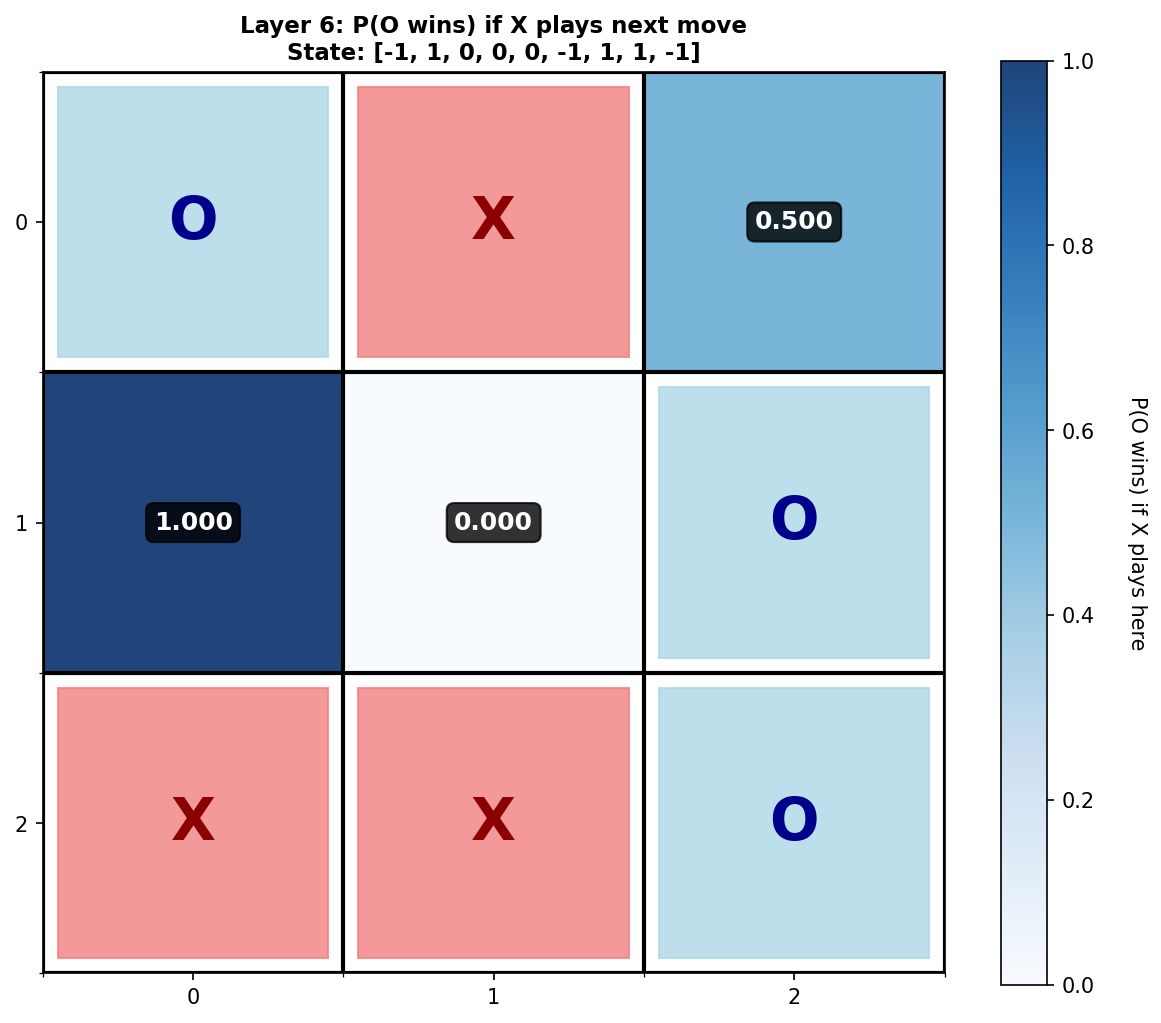 Layer 6: P(O wins) if X plays next move
State: [-1, 1, 0, 0, 0, -1, 1, 1, -1]
O
X
0.500
1.000
0.000
O
X
X
O
0
1
2
0
1
2
1.0
0.8
0.6
0.4
0.2
0.0
P(O wins) if X plays here